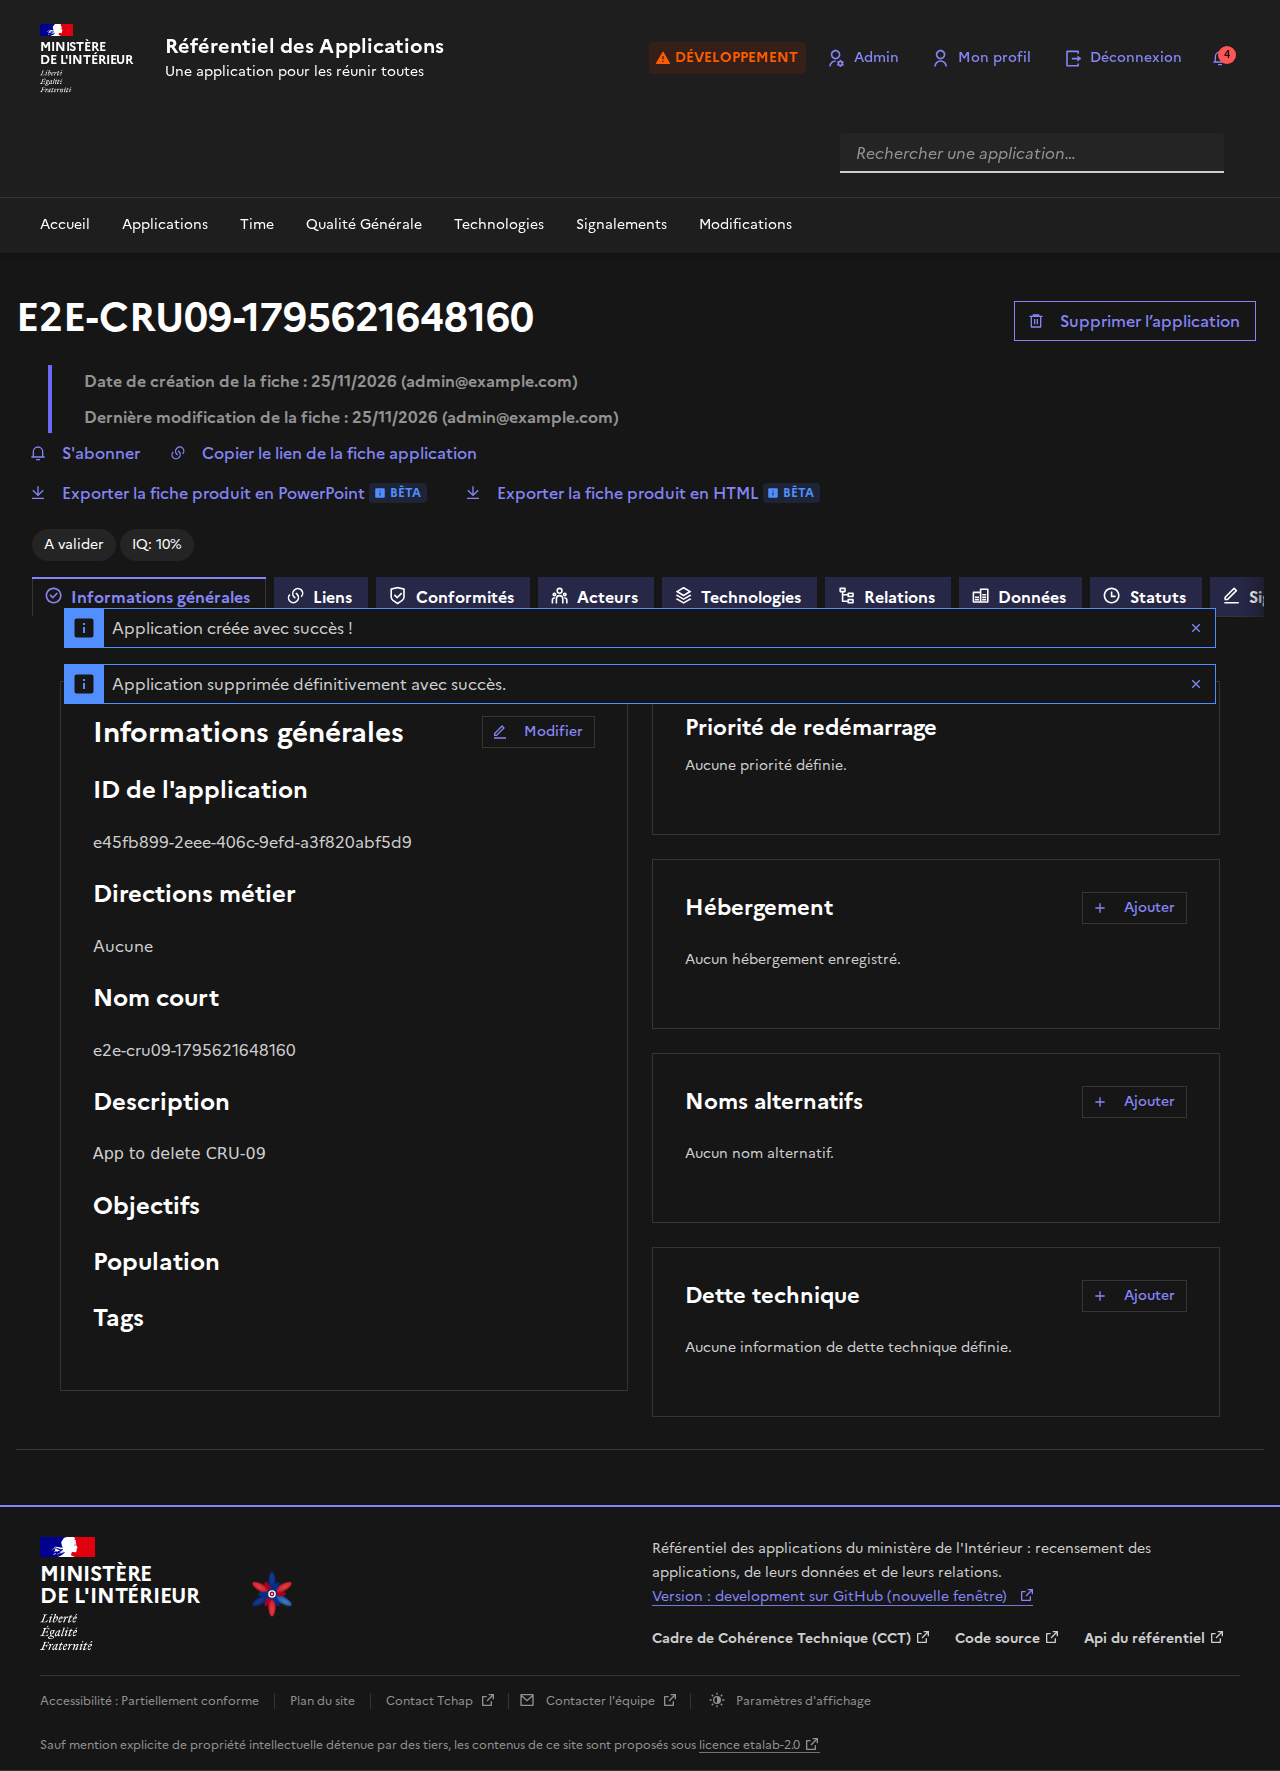 MINISTÈRE
DE L'INTÉRIEUR
Liberté
Égalité
Fraternité
Référentiel des Applications
Une application pour les réunir toutes
DÉVELOPPEMENT
Admin
Mon profil
Déconnexion
4
Rechercher une application…
Accueil
Applications
Time
Qualité Générale
Technologies
Signalements
Modifications
E2E-CRU09-1795621648160
Supprimer l’application
Date de création de la fiche : 25/11/2026 (admin@example.com)
Dernière modification de la fiche : 25/11/2026 (admin@example.com)
S'abonner
Copier le lien de la fiche application
Exporter la fiche produit en PowerPoint BÊTA
Exporter la fiche produit en HTML BÊTA
A valider
IQ: 10%
Informations générales
Liens
Conformités
Acteurs
Technologies
Relations
Données
Statuts
Application créée avec succès !
Application supprimée définitivement avec succès.
Informations générales
Modifier
ID de l'application
e45fb899-2eee-406c-9efd-a3f820abf5d9
Directions métier
Aucune
Nom court
e2e-cru09-1795621648160
Description
App to delete CRU-09
Objectifs
Population
Tags
Priorité de redémarrage
Aucune priorité définie.
Hébergement
Ajouter
Aucun hébergement enregistré.
Noms alternatifs
Ajouter
Aucun nom alternatif.
Dette technique
Ajouter
Aucune information de dette technique définie.
MINISTÈRE
DE L'INTÉRIEUR
Liberté
Égalité
Fraternité
Référentiel des applications du ministère de l'Intérieur : recensement des
applications, de leurs données et de leurs relations.
Version : development sur GitHub (nouvelle fenêtre)
Cadre de Cohérence Technique (CCT)
Code source
Api du référentiel
Accessibilité : Partiellement conforme
Plan du site
Contact Tchap
Contacter l'équipe
Paramètres d'affichage
Sauf mention explicite de propriété intellectuelle détenue par des tiers, les contenus de ce site sont proposés sous licence etalab-2.0